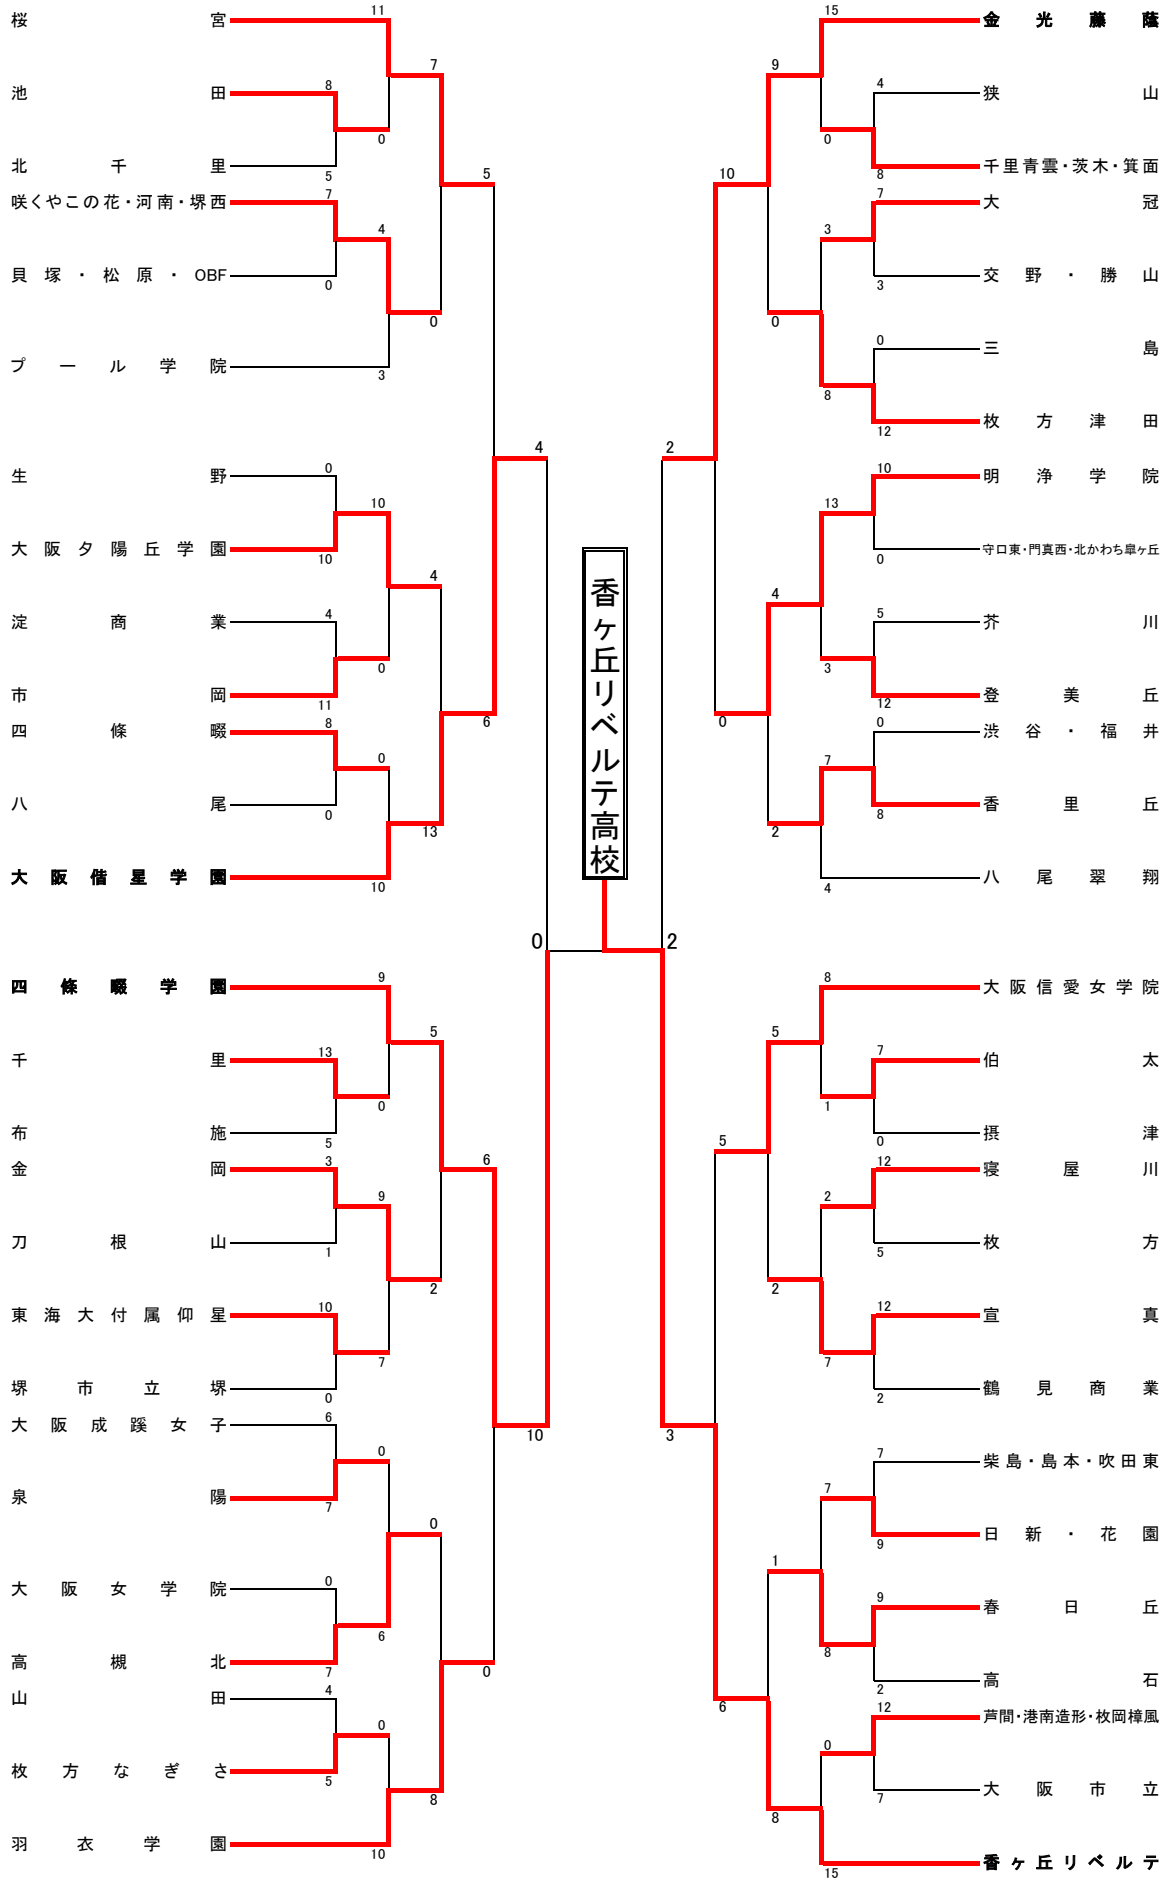 桜宮
11
7
池田
8
0
北千里
5
5
咲くやこの花・河南・堺西
7
4
貝塚・松原・OBF
0
0
プール学院
3
4
生野
0
10
大阪夕陽丘学園
10
4
淀商業
4
0
市岡
11
6
四條畷
8
0
八尾
0
13
大阪偕星学園
10
0
四條畷学園
9
5
千里
13
0
布施
5
6
金岡
3
9
刀根山
1
2
東海大付属仰星
10
7
堺市立堺
0
10
大阪成蹊女子
6
0
泉陽
7
0
大阪女学院
0
6
高槻北
7
0
山田
4
0
枚方なぎさ
5
8
羽衣学園
10
香ヶ丘リベルテ高校
15
金光藤蔭
9
4
狭山
0
10
8
千里青雲・茨木・箕面
7
大冠
3
3
交野・勝山
0
0
三島
8
12
枚方津田
2
10
明浄学院
13
0
守口東・門真西・北かわち皐ヶ丘
4
5
芥川
3
12
登美丘
0
0
渋谷・福井
7
8
香里丘
2
4
八尾翠翔
2
8
大阪信愛女学院
5
7
伯太
1
0
摂津
5
12
寝屋川
2
5
枚方
2
12
宣真
7
2
鶴見商業
3
7
柴島・島本・吹田東
7
9
日新・花園
1
9
春日丘
8
2
高石
6
12
芦間・港南造形・枚岡樟風
0
7
大阪市立
8
15
香ヶ丘リベルテ